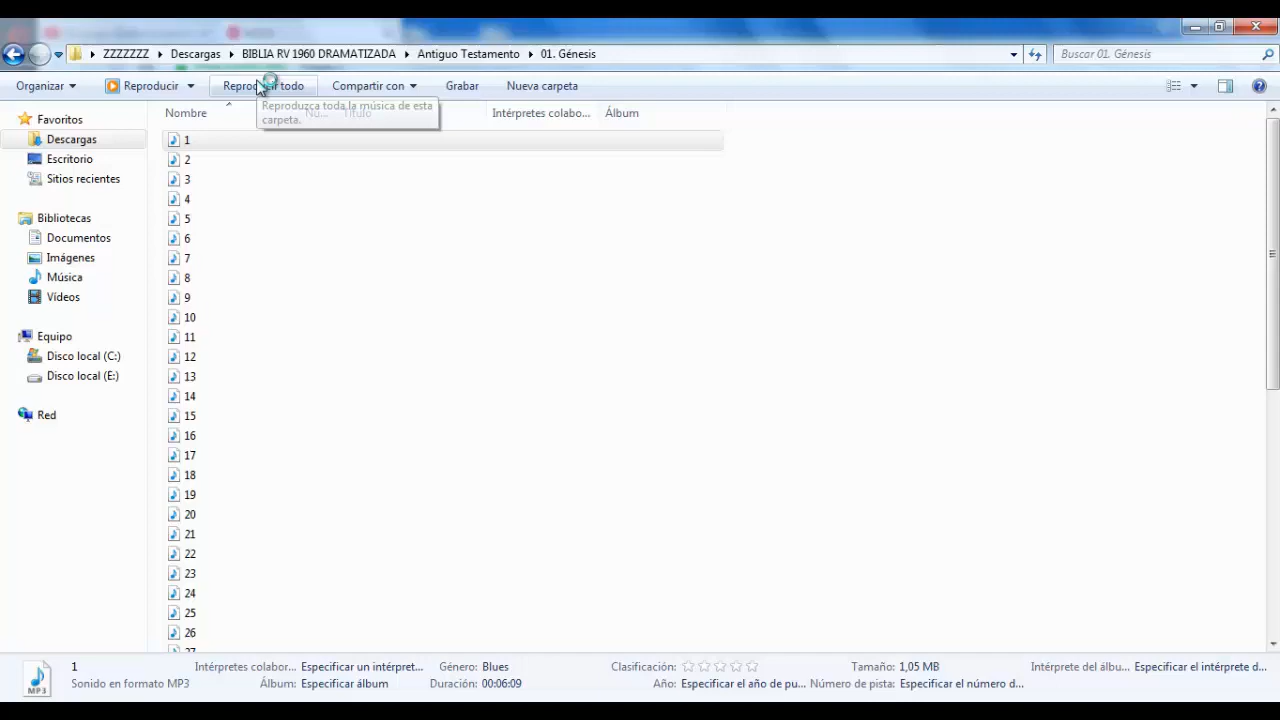 ZZZZZZZ Descargas BIBLIA RV 1960 DRAMATIZADA Antiguo Testamento 01. Génesis
Buscar 01. Génesis
Organizar Reproducir Reproducir todo Compartir con Grabar Nueva carpeta
Reproduzca toda la música de esta
carpeta.
Nombre Nú... Título Intérpretes colabo... Álbum
Favoritos
Descargas
Escritorio
Sitios recientes
Bibliotecas
Documentos
Imágenes
Música
Vídeos
Equipo
Disco local (C:)
Disco local (E:)
Red
1
2
3
4
5
6
7
8
9
10
11
12
13
14
15
16
17
18
19
20
21
22
23
24
25
26
27
1 Intérpretes colabor... Especificar un intérpret... Género: Blues Clasificación: Tamaño: 1,05 MB Intérprete del álbu... Especificar el intérprete d...
Sonido en formato MP3 Álbum: Especificar álbum Duración: 00:06:09 Año: Especificar el año de pu... Número de pista: Especificar el número d...
MP3